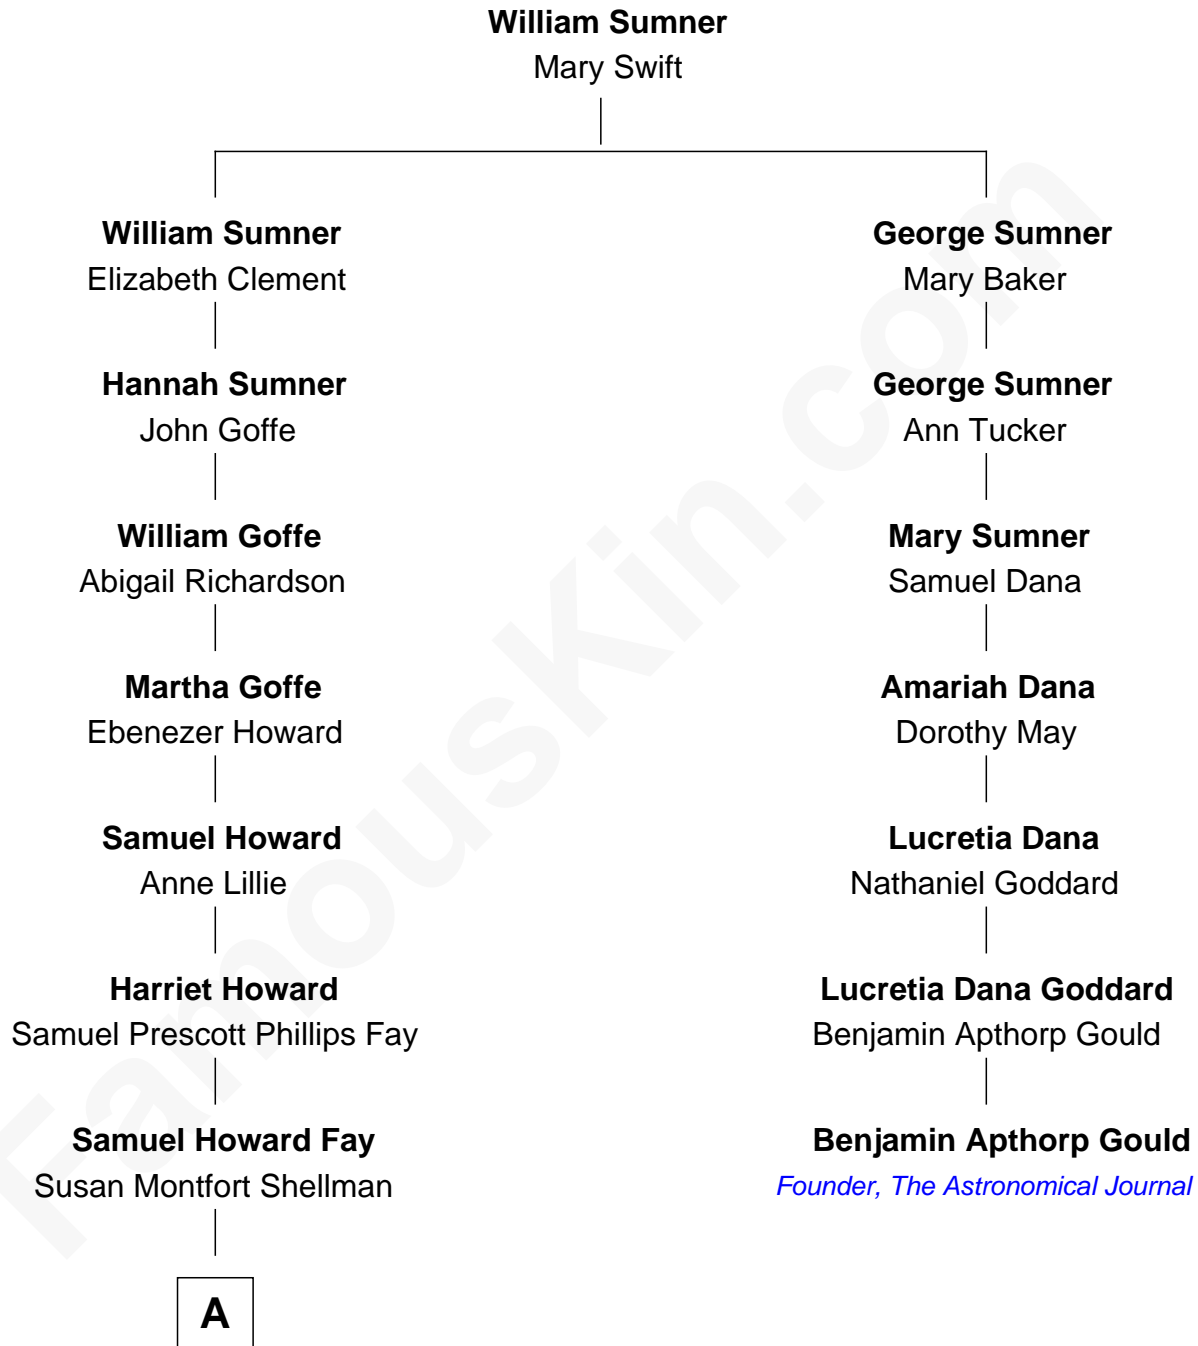 William Sumner
Mary Swift
William Sumner
Elizabeth Clement
Hannah Sumner
John Goffe
William Goffe
Abigail Richardson
Martha Goffe
Ebenezer Howard
Samuel Howard
Anne Lillie
Harriet Howard
Samuel Prescott Phillips Fay
Samuel Howard Fay
Susan Montfort Shellman
A
George Sumner
Mary Baker
George Sumner
Ann Tucker
Mary Sumner
Samuel Dana
Amariah Dana
Dorothy May
Lucretia Dana
Nathaniel Goddard
Lucretia Dana Goddard
Benjamin Apthorp Gould
Benjamin Apthorp Gould
Founder, The Astronomical Journal
FamousKin.com